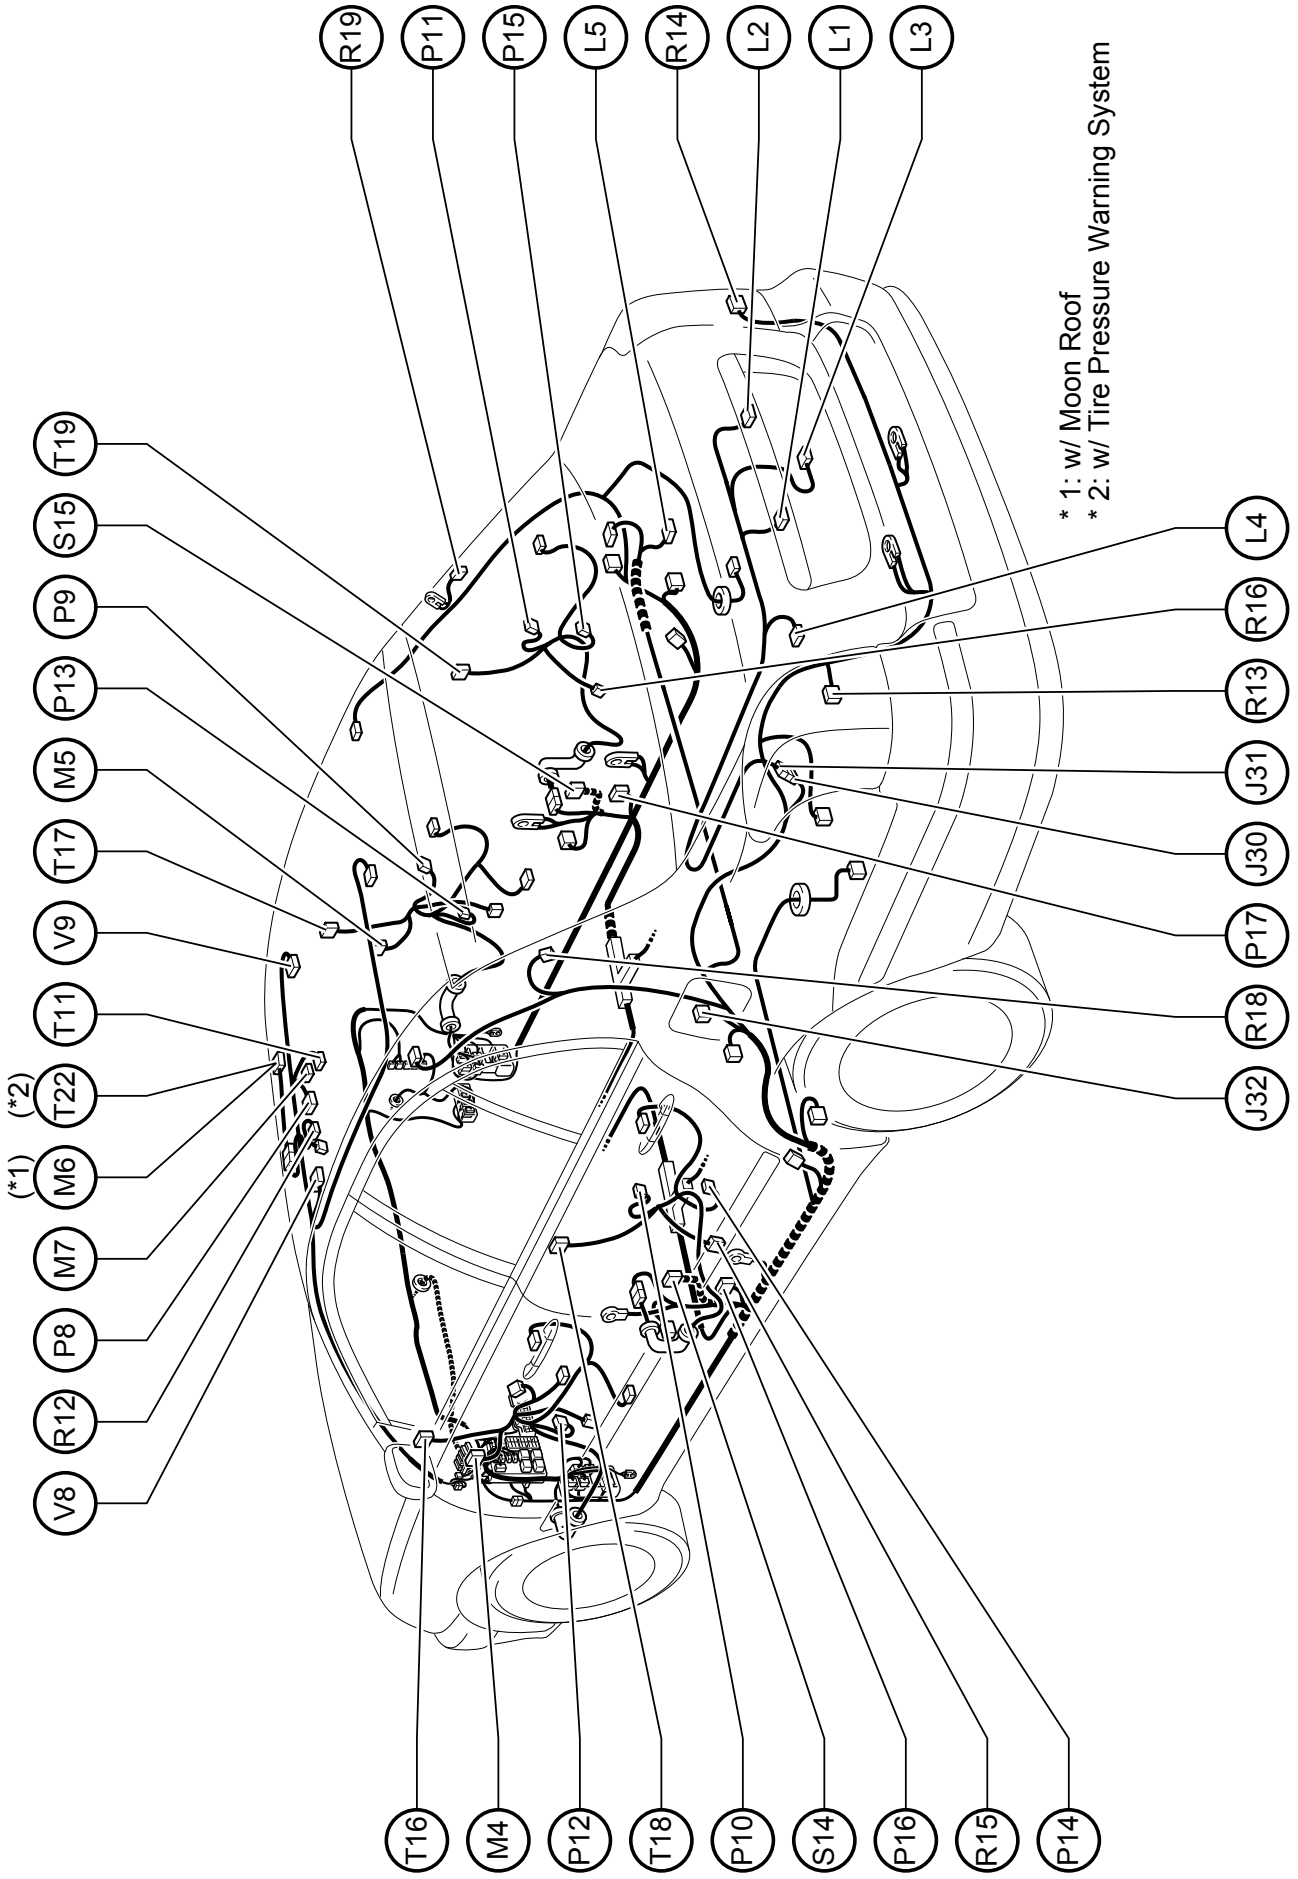 (*1) (*2)
V8 R12 P8 M7 M6 T22 T11 V9 T17 M5 P13 P9 S15 T19
R19
P11
P15
L5
R14
L2
L1
L3
T16
M4
P12
T18
P10
S14
P16
R15
P14
J32 R18 P17 J30 J31 R13 R16 L4
* 1: w/ Moon Roof
* 2: w/ Tire Pressure Warning System